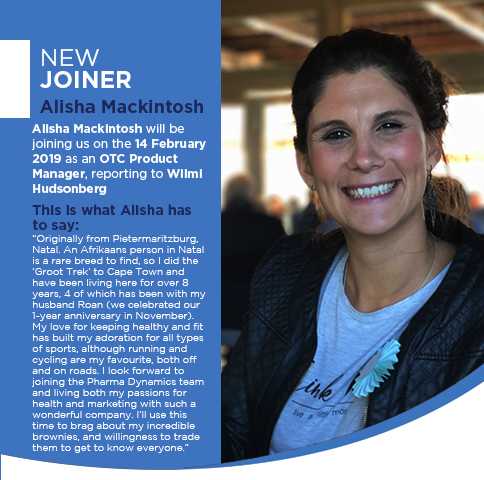 NEW
JOINER
Alisha Mackintosh
Alisha Mackintosh will be
joining us on the 14 February
2019 as an OTC Product
Manager, reporting to Wilmi
Hudsonberg
This is what Alisha has
to say:
“Originally from Pietermaritzburg,
Natal. An Afrikaans person in Natal
is a rare breed to find, so I did the
‘Groot Trek’ to Cape Town and
have been living here for over 8
years, 4 of which has been with my
husband Roan (we celebrated our
1-year anniversary in November).
My love for keeping healthy and fit
has built my adoration for all types
of sports, although running and
cycling are my favourite, both off
and on roads. I look forward to
joining the Pharma Dynamics team
and living both my passions for
health and marketing with such a
wonderful company. I’ll use this
time to brag about my incredible
brownies, and willingness to trade
them to get to know everyone.”
live a little mo